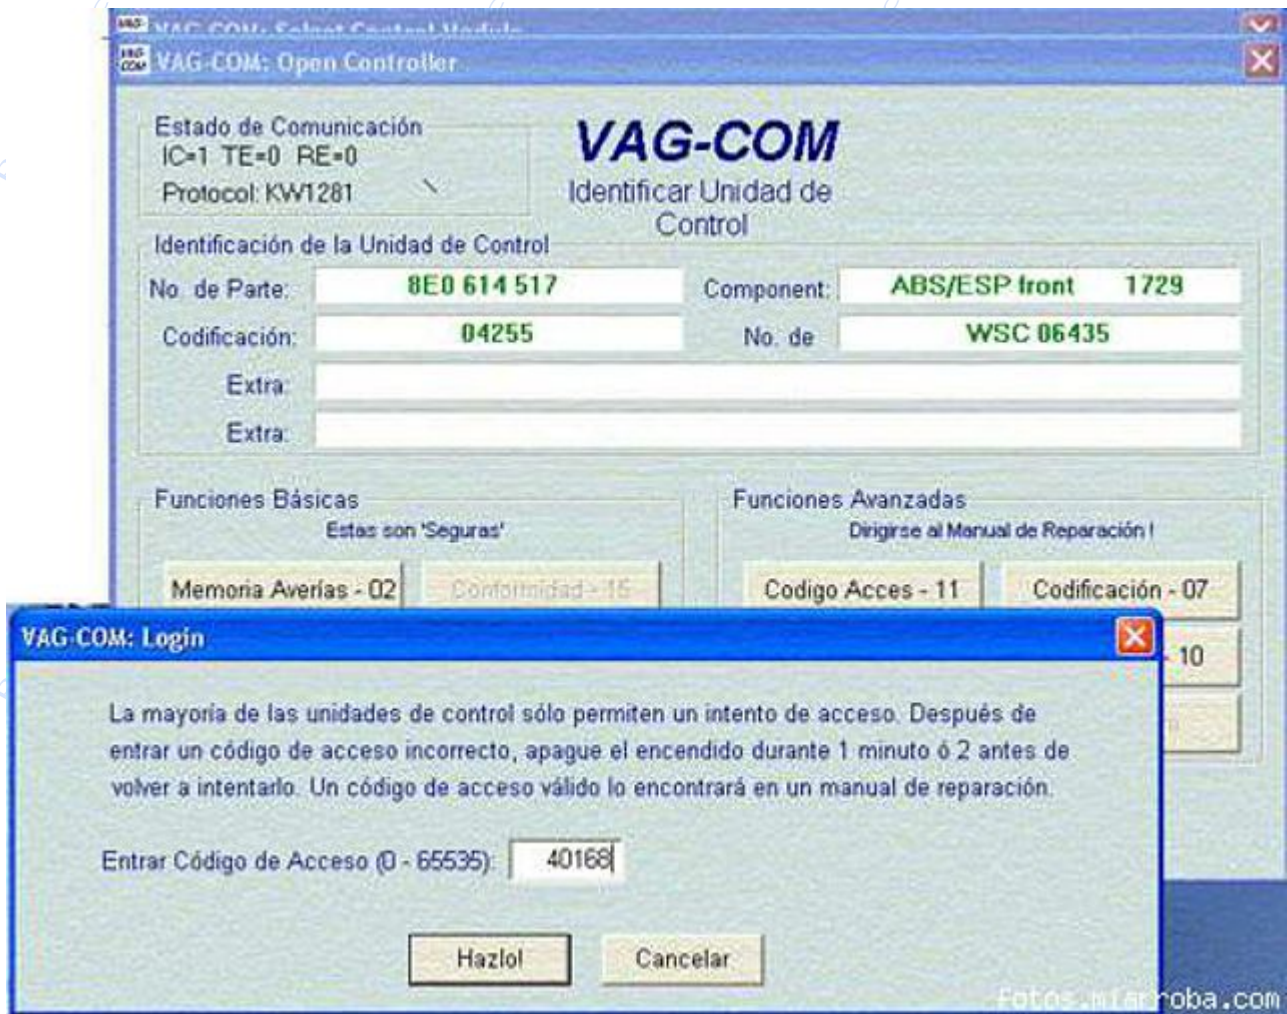 VAG-COM: Select Control Module
VAG-COM: Open Controller
Estado de Comunicación
IC=1 TE=0 RE=0
Protocol: KW1281
VAG-COM
Identificar Unidad de
Control
Identificación de la Unidad de Control
No. de Parte: 8E0 614 517 Component: ABS/ESP front 1729
Codificación: 04255 No. de WSC 06435
Extra:
Extra:
Funciones Básicas
Estas son 'Seguras'
Funciones Avanzadas
Dirigirse al Manual de Reparación !
Memoria Averías - 02 Conformidad - 15 Codigo Acces - 11 Codificación - 07
- 10
VAG-COM: Login
La mayoría de las unidades de control sólo permiten un intento de acceso. Después de
entrar un código de acceso incorrecto, apague el encendido durante 1 minuto ó 2 antes de
volver a intentarlo. Un código de acceso válido lo encontrará en un manual de reparación.
Entrar Código de Acceso (0 - 65535): 40168
Hazlo! Cancelar
fotos.miarroba.com